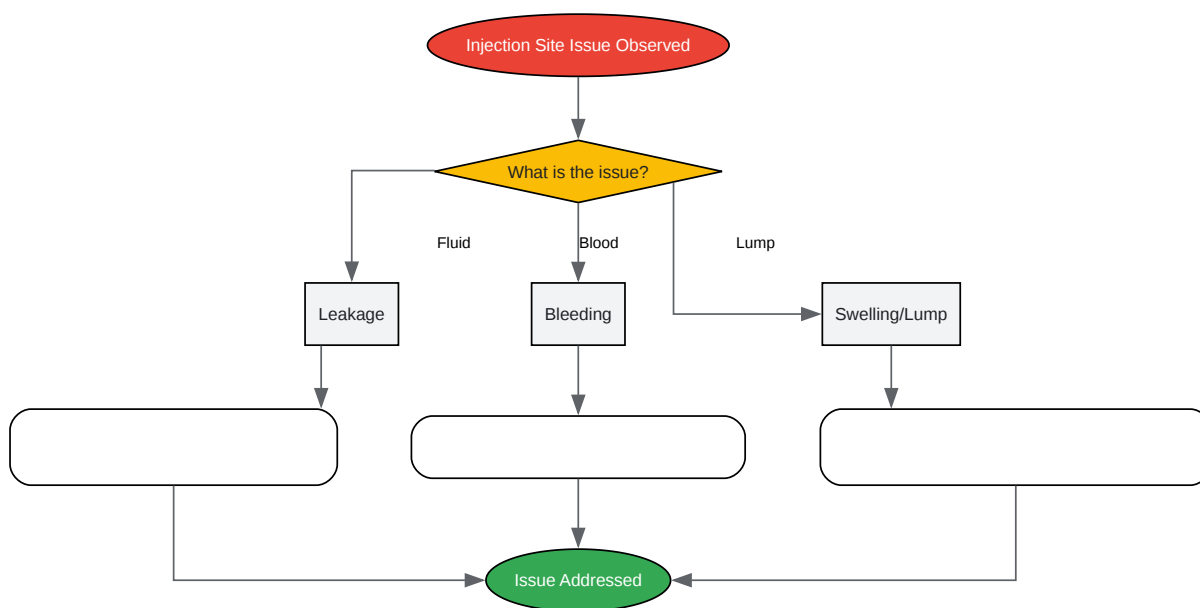 Injection Site Issue Observed
What is the issue?
Fluid
Blood
Lump
Leakage
Bleeding
Swelling/Lump
Issue Addressed